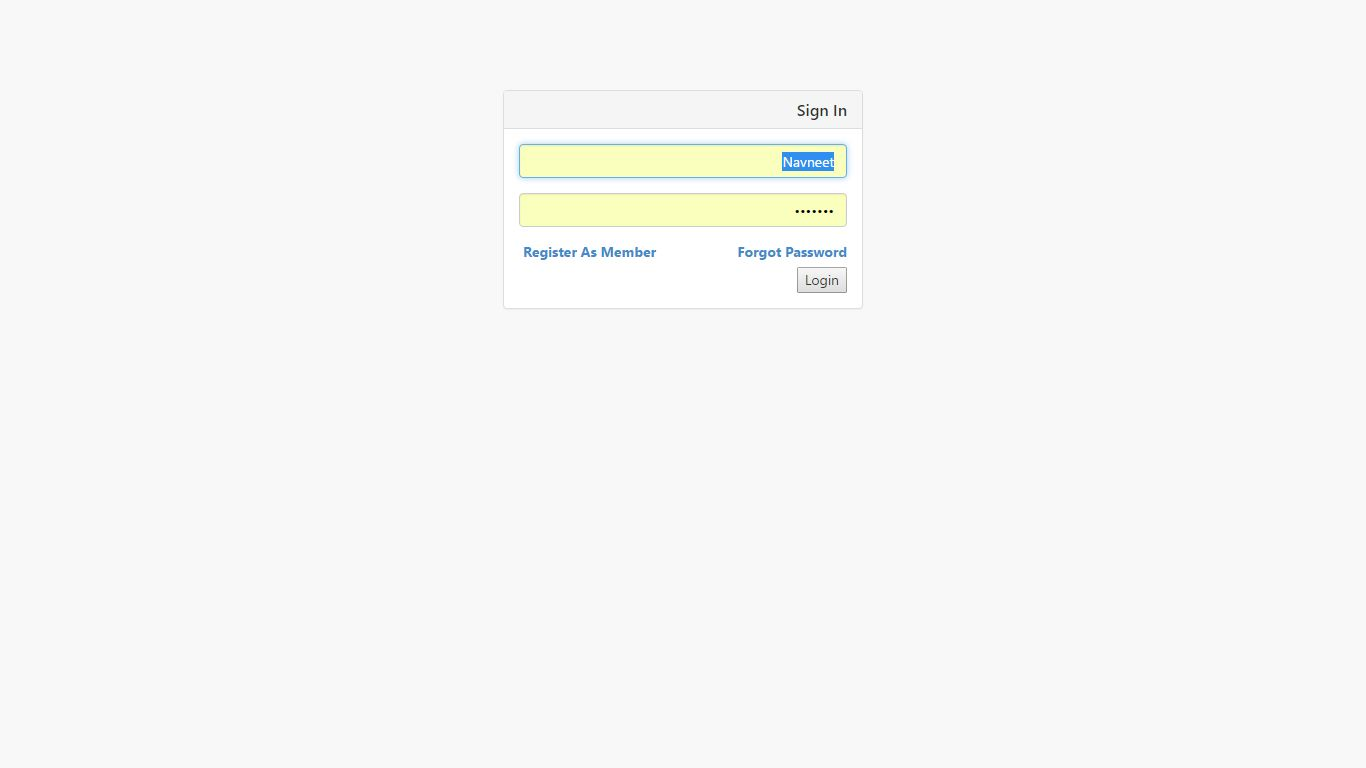 Sign In
Navneet
•••••••
Register As Member Forgot Password
Login